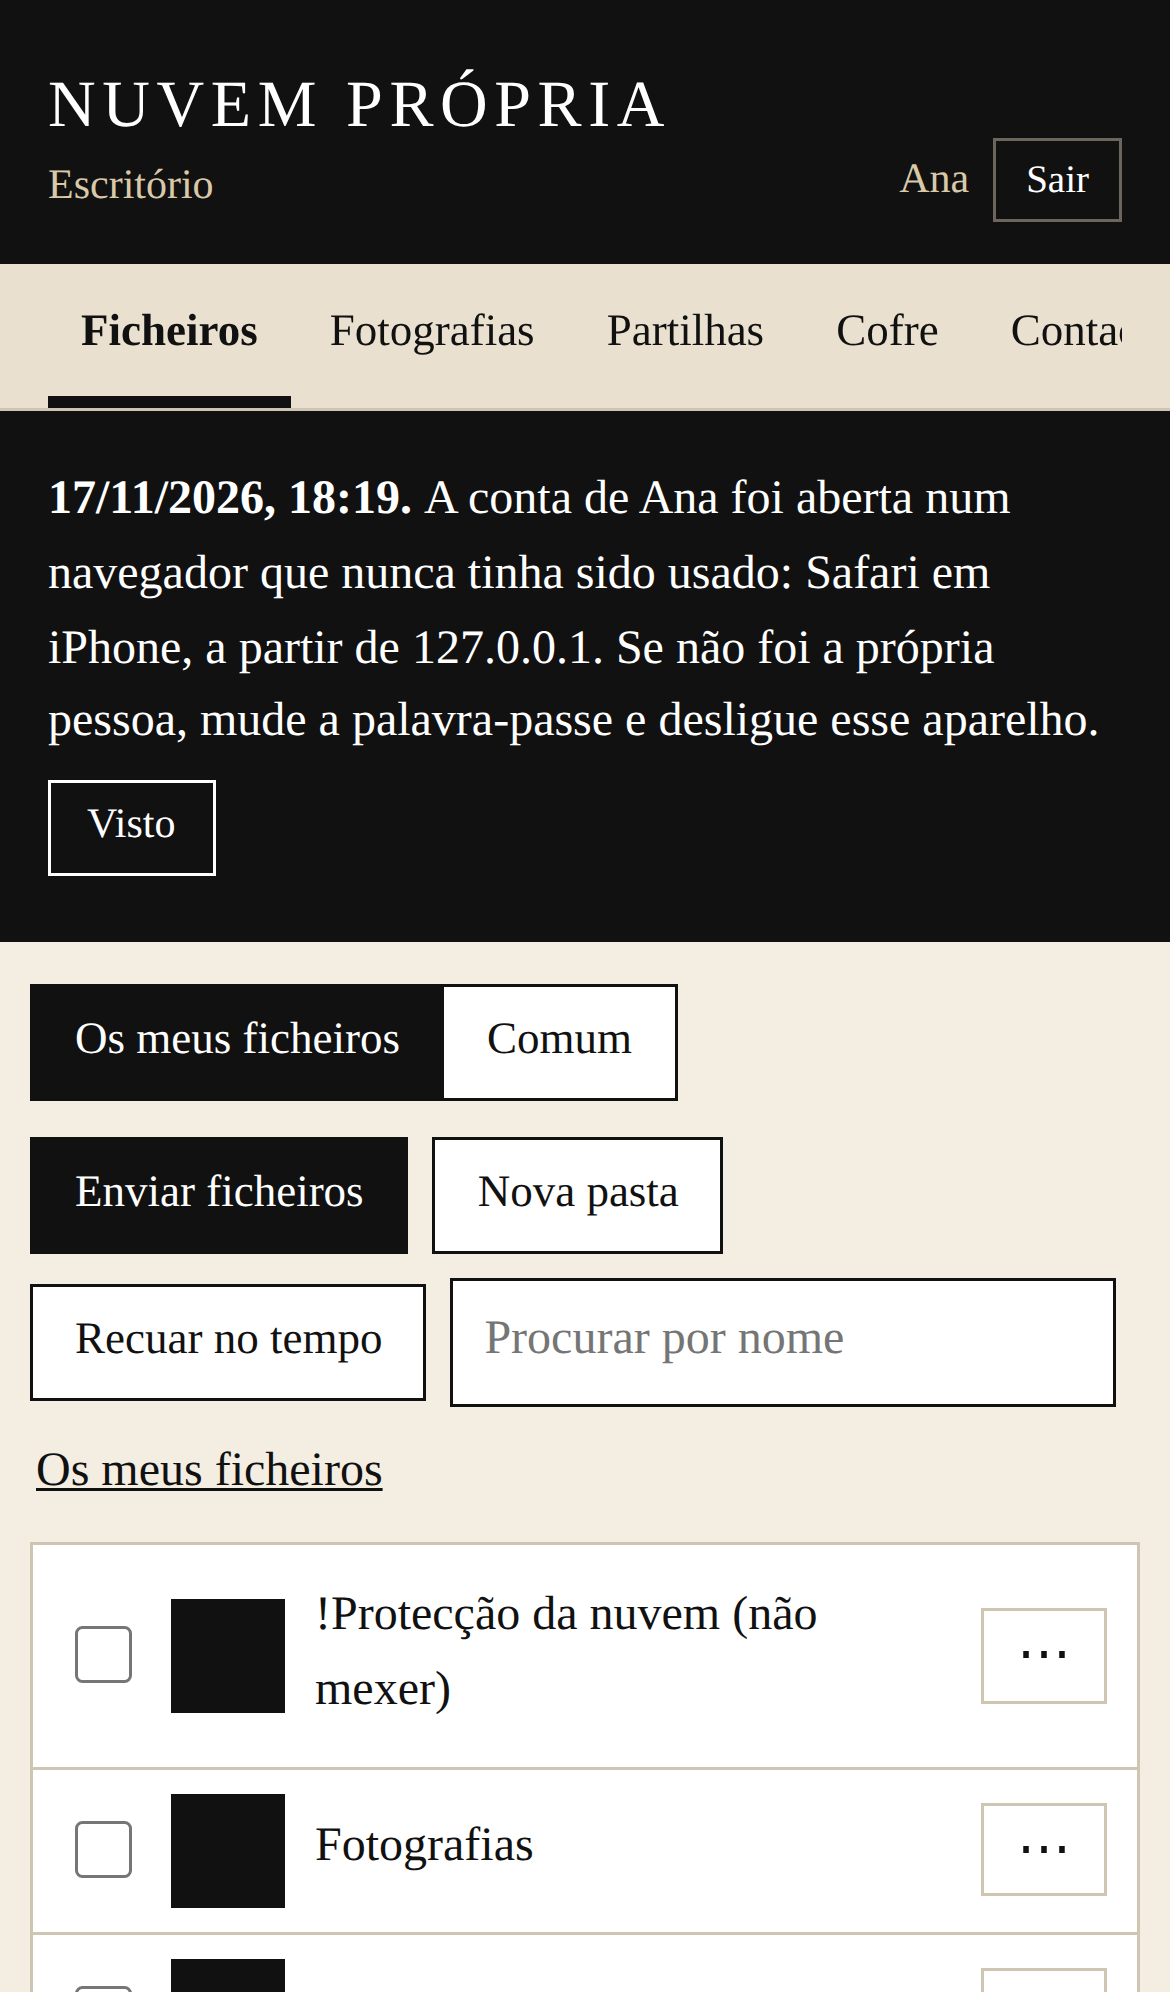 NUVEM PRÓPRIA
Escritório
Ana
Sair
Ficheiros
Fotografias
Partilhas
Cofre
17/11/2026, 18:19. A conta de Ana foi aberta num
navegador que nunca tinha sido usado: Safari em
iPhone, a partir de 127.0.0.1. Se não foi a própria
pessoa, mude a palavra-passe e desligue esse aparelho.
Visto
Os meus ficheiros
Comum
Enviar ficheiros
Nova pasta
Recuar no tempo
Procurar por nome
Os meus ficheiros
!Protecção da nuvem (não
mexer)
⋯
Fotografias
⋯